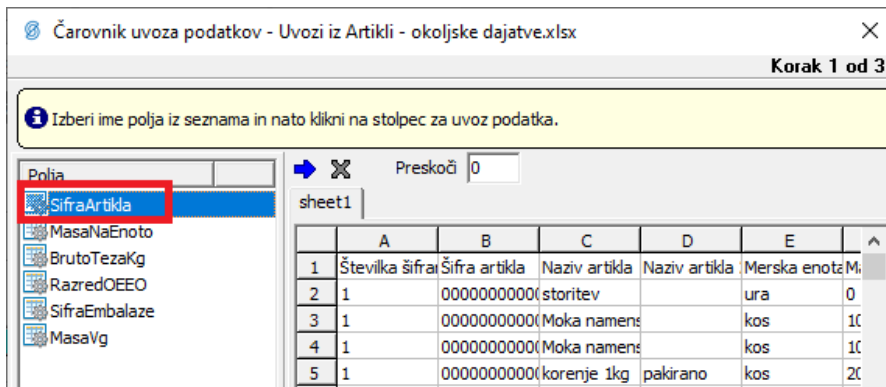 Čarovnik uvoza podatkov - Uvozi iz Artikli - okoljske dajatve.xlsx
Korak 1 od 3
Izberi ime polja iz seznama in nato klikni na stolpec za uvoz podatka.
Polja
SifraArtikla
MasaNaEnoto
BrutoTezaKg
RazredOEEO
SifraEmbalaze
MasaVg
Preskoči 0
sheet1
A B C D E
1 Številka šifrar Šifra artikla Naziv artikla Naziv artikla Merska enota
2 1 00000000000 storitev ura 0
3 1 00000000000 Moka namens kos 10
4 1 00000000000 Moka namens kos 10
5 1 00000000000 korenje 1kg pakirano kos 20